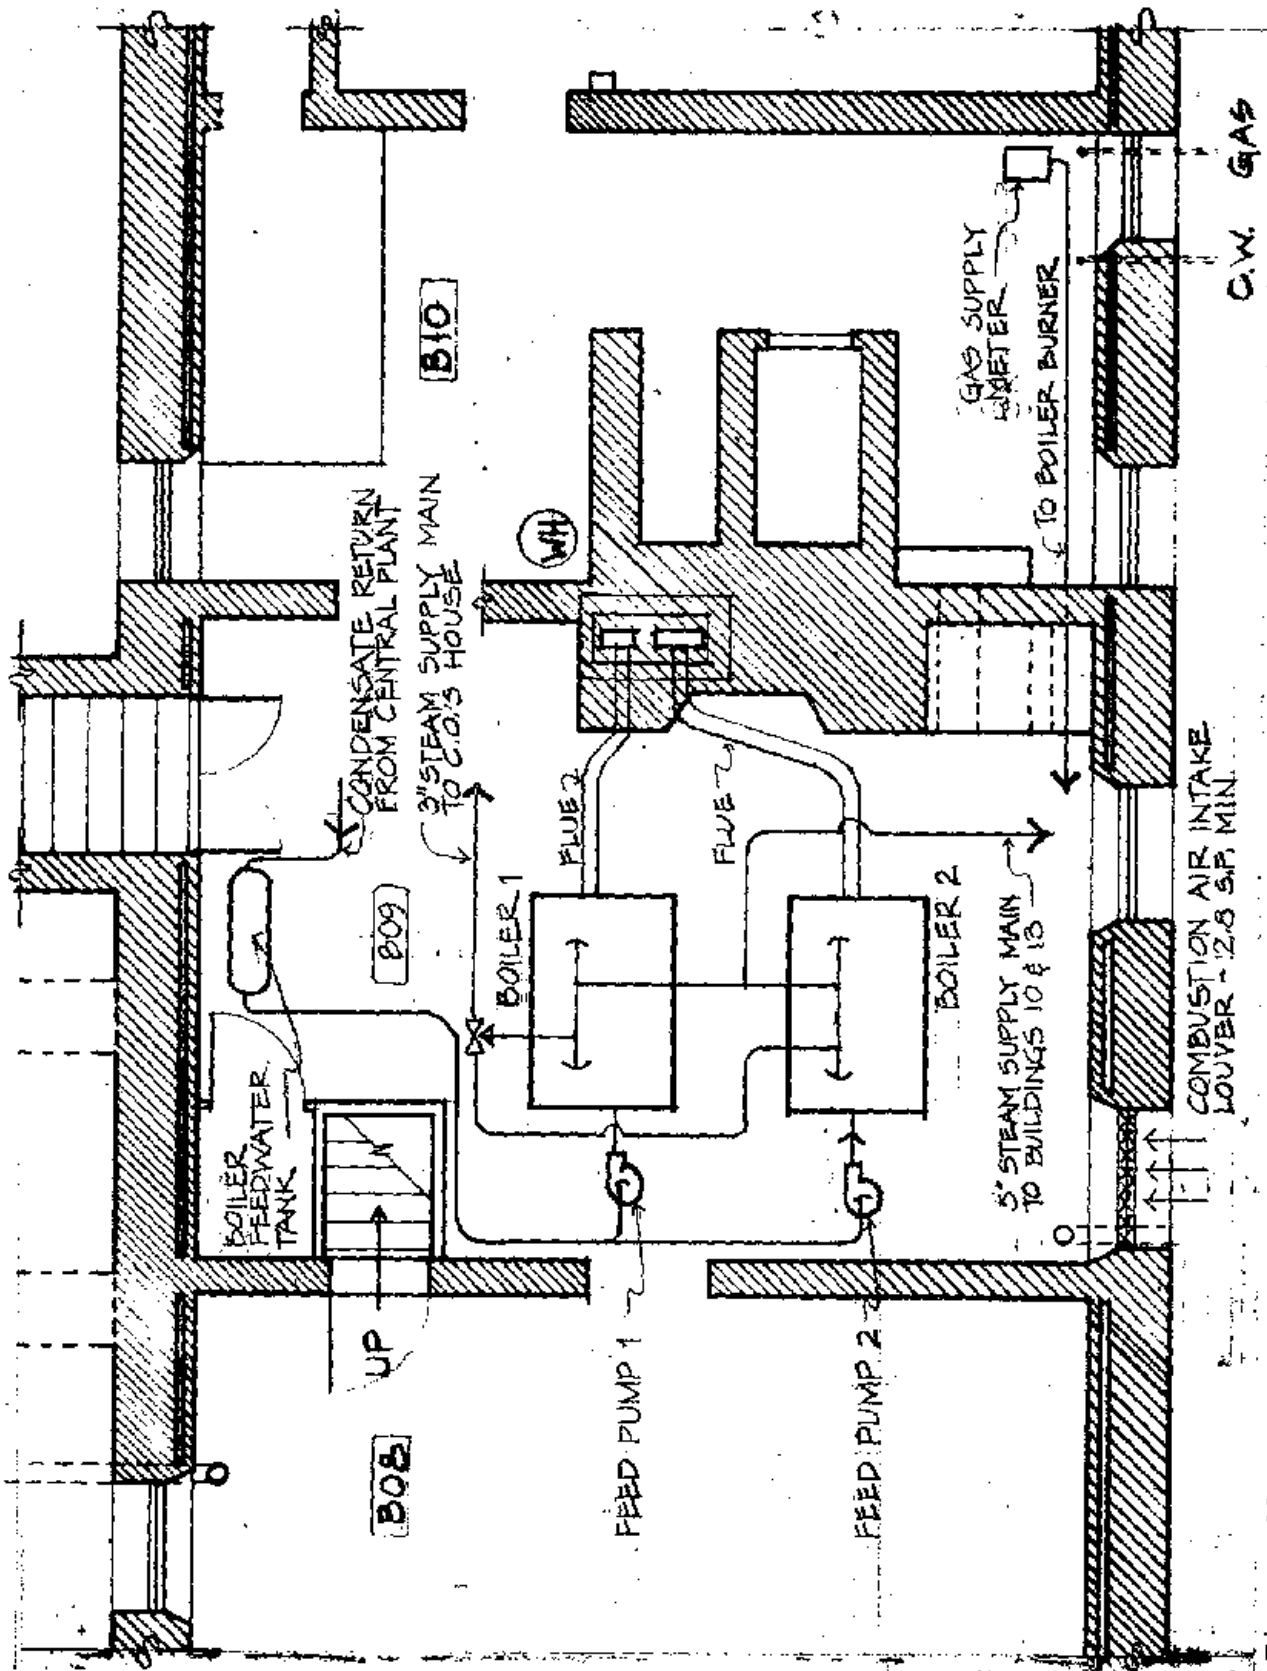 GAS
C.W.
B10
GAS SUPPLY
METER
TO BOILER BURNER
WH
CONDENSATE RETURN
FROM CENTRAL PLANT
3" STEAM SUPPLY MAIN
TO C.O.'S HOUSE
FLUE
FLUE
B09
BOILER 1
BOILER 2
BOILER
FEEDWATER
TANK
5" STEAM SUPPLY MAIN
TO BUILDINGS 10 & 13
COMBUSTION AIR INTAKE
LOUVER - 12.8 S.F. MIN.
UP
B08
FEED PUMP 1
FEED PUMP 2